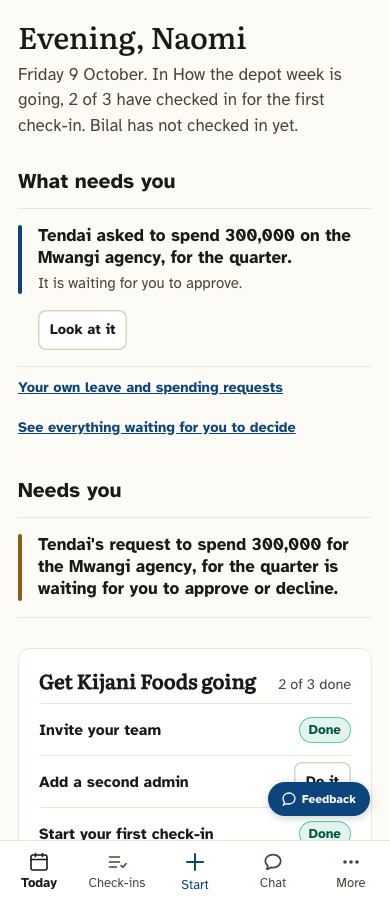 Evening, Naomi
Friday 9 October. In How the depot week is
going, 2 of 3 have checked in for the first
check-in. Bilal has not checked in yet.
What needs you
Tendai asked to spend 300,000 on the
Mwangi agency, for the quarter.
It is waiting for you to approve.
Look at it
Your own leave and spending requests
See everything waiting for you to decide
Needs you
Tendai's request to spend 300,000 for
the Mwangi agency, for the quarter is
waiting for you to approve or decline.
Get Kijani Foods going 2 of 3 done
Invite your team Done
Add a second admin Do it
Feedback
Start your first check-in Done
Today Check-ins Start Chat More